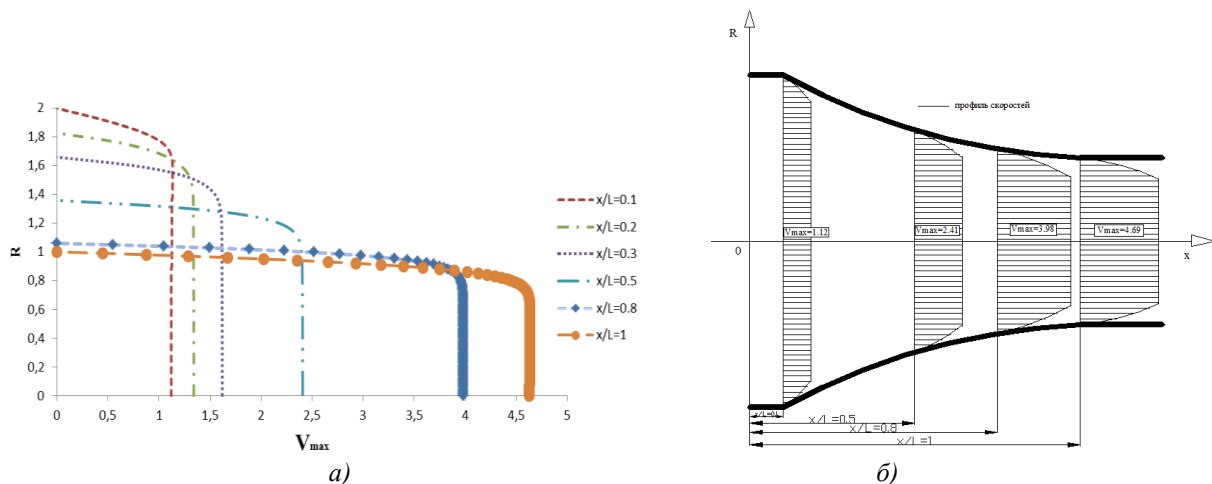 2
1,8
1,6
1,4
1,2
1
0,8
0,6
0,4
0,2
0
R
0 0,5 1 1,5 2 2,5 3 3,5 4 4,5 5
Vmax
x/L=0.1
x/L=0.2
x/L=0.3
x/L=0.5
x/L=0.8
x/L=1
а)
R
профиль скоростей
Vmax=1.12
Vmax=2.41
Vmax=3.98
Vmax=4.69
0
x
x/L=0.1
x/L=0.5
x/L=0.8
x/L=1
б)